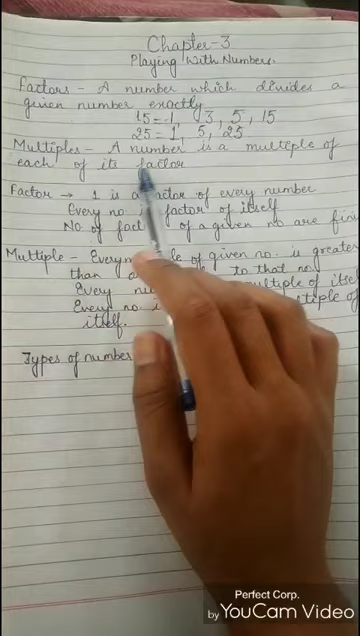 Chapter-3
Playing With Numbers
Factors - A number which divides a
given number exactly
15 = 1, 3, 5, 15
25 = 1, 5, 25
Multiples - A number is a multiple of
each of its factor
Factor → 1 is a factor of every number
Every no. is factor of itself
No of of a given no are
Multiple - Every of given no. is greater
than to that no.
Every multiple of itse
Every no. of
itself.
Types of number
Perfect Corp.
by YouCam Video